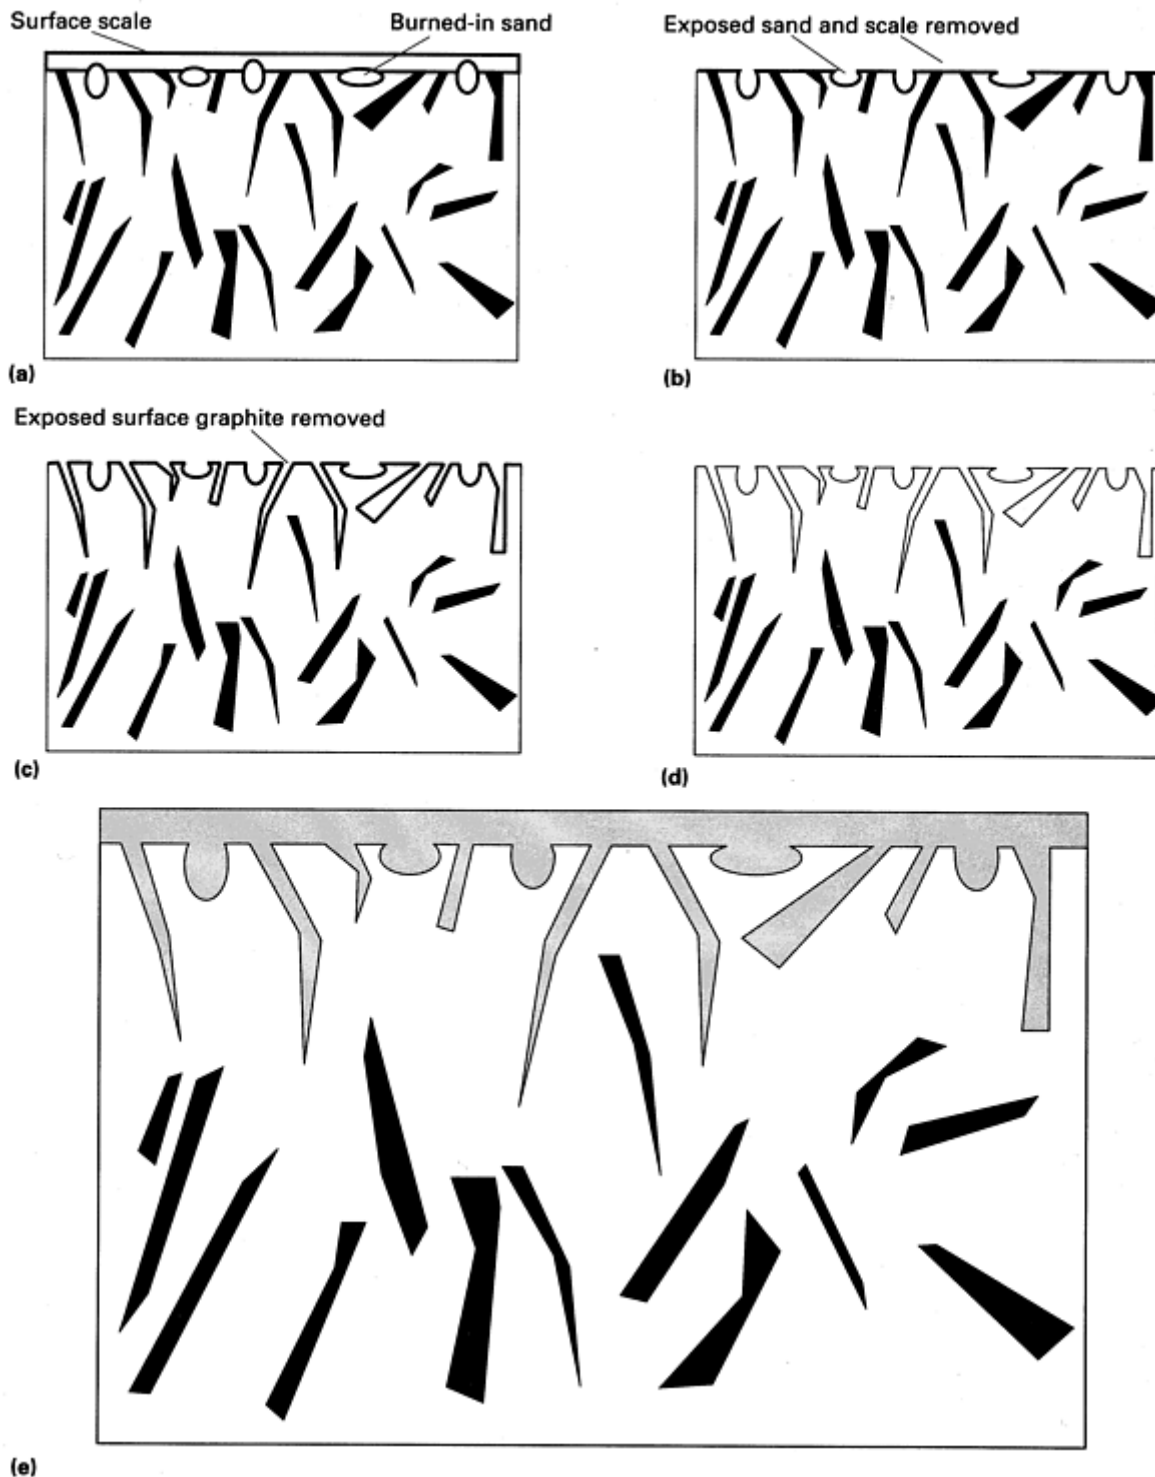 Surface scale
Burned-in sand
Exposed sand and scale removed
(a)
(b)
Exposed surface graphite removed
(c)
(d)
(e)